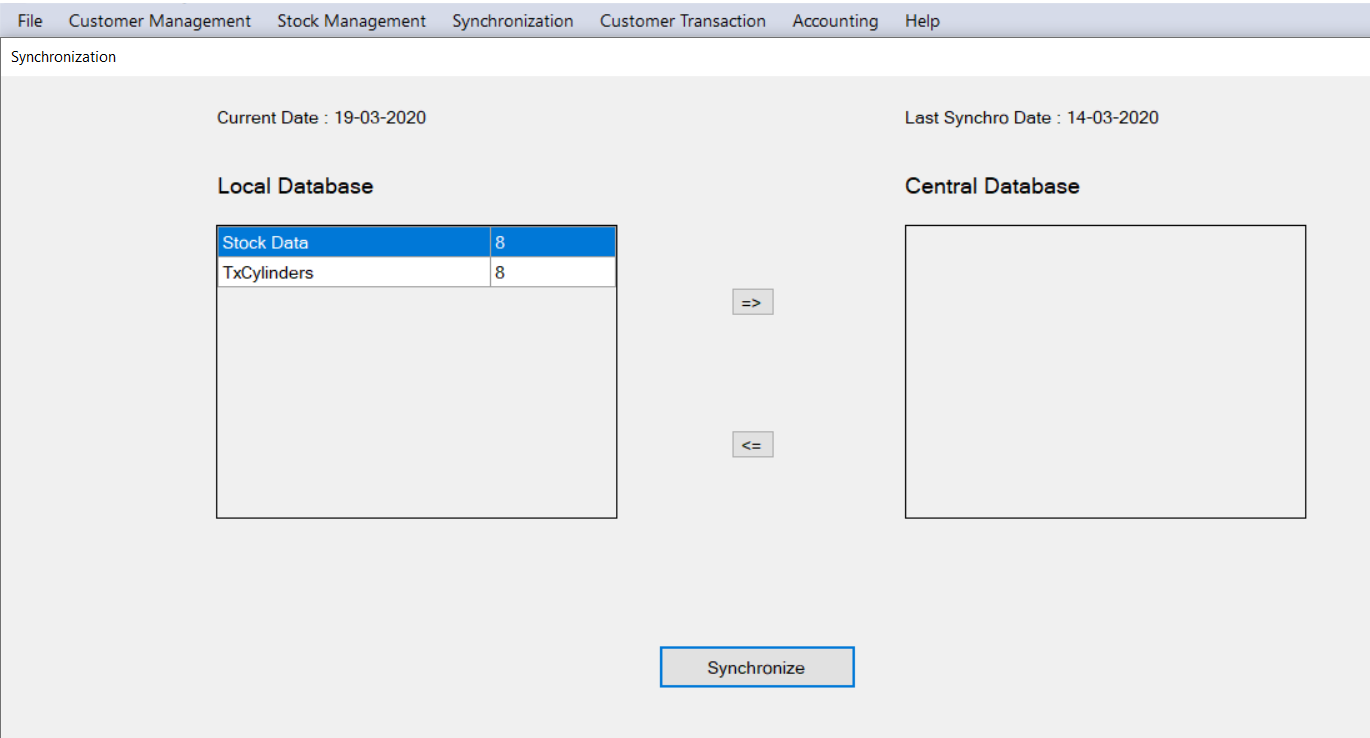 File Customer Management Stock Management Synchronization Customer Transaction Accounting Help
Synchronization
Current Date : 19-03-2020 Last Synchro Date : 14-03-2020
Local Database Central Database
Stock Data 8
TxCylinders 8
=>
<=
Synchronize